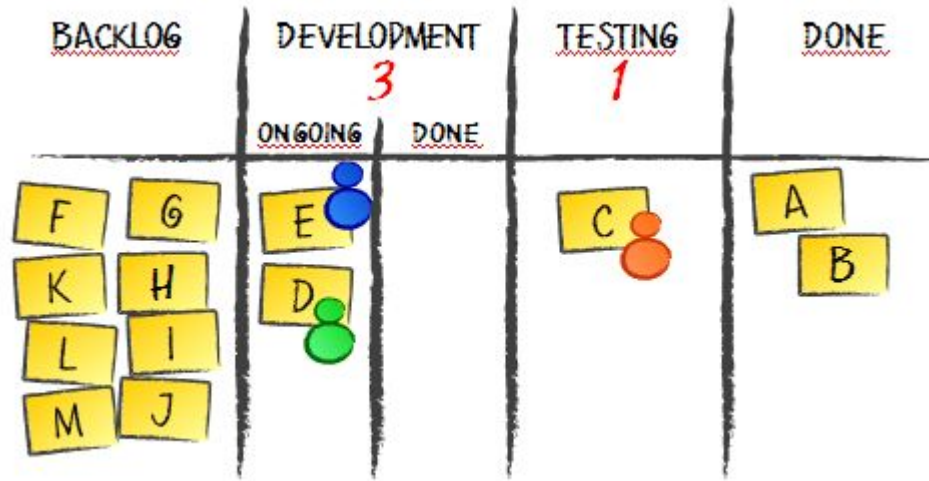 BACKLOG DEVELOPMENT TESTING DONE
3 1
ONGOING DONE
F G E C A
B
K H D
L I
M J